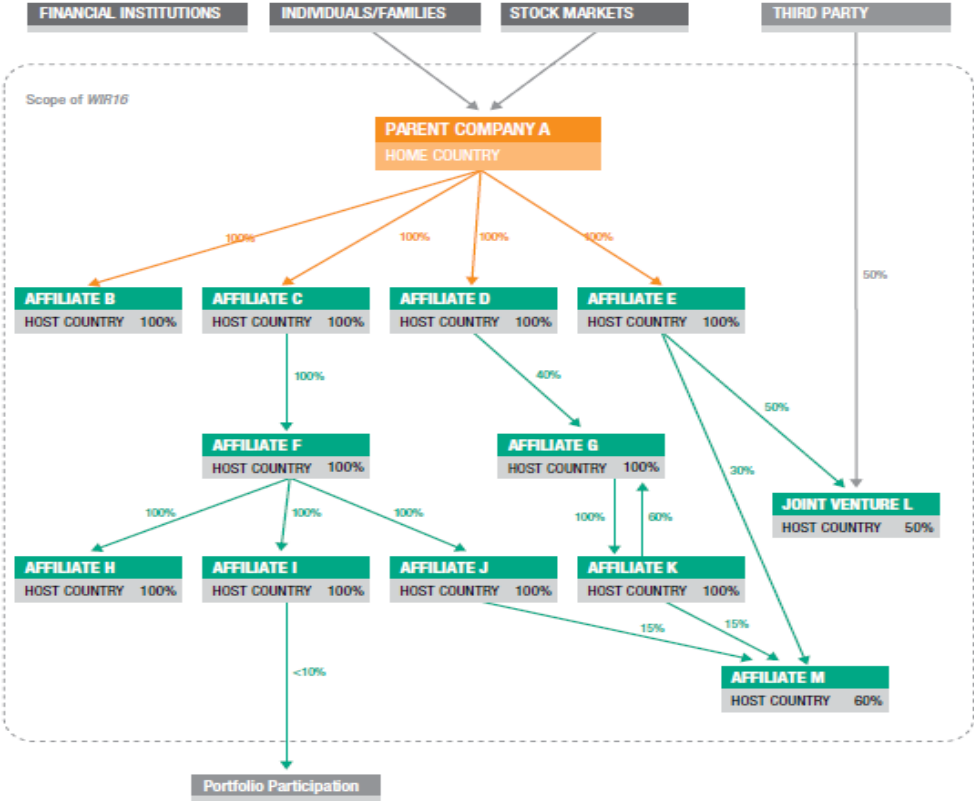 FINANCIAL INSTITUTIONS
INDIVIDUALS/FAMILIES
STOCK MARKETS
THIRD PARTY
Scope of WIR16
PARENT COMPANY A
HOME COUNTRY
100%
100%
100%
100%
50%
AFFILIATE B
HOST COUNTRY 100%
AFFILIATE C
HOST COUNTRY 100%
AFFILIATE D
HOST COUNTRY 100%
AFFILIATE E
HOST COUNTRY 100%
100%
40%
50%
AFFILIATE F
HOST COUNTRY 100%
AFFILIATE G
HOST COUNTRY 100%
30%
JOINT VENTURE L
HOST COUNTRY 50%
100%
100%
100%
100%
60%
AFFILIATE H
HOST COUNTRY 100%
AFFILIATE I
HOST COUNTRY 100%
AFFILIATE J
HOST COUNTRY 100%
AFFILIATE K
HOST COUNTRY 100%
15%
15%
<10%
AFFILIATE M
HOST COUNTRY 60%
Portfolio Participation